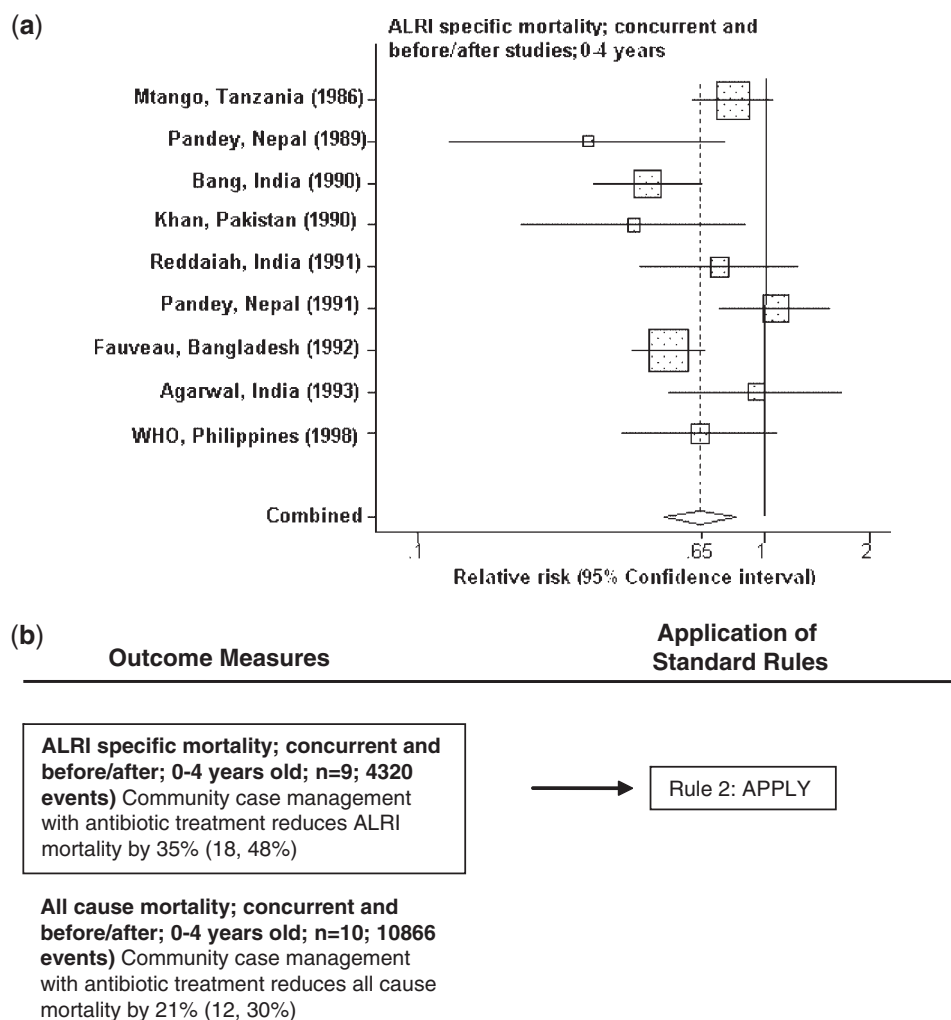 (a)
ALRI specific mortality; concurrent and
before/after studies;0-4 years
Mtango, Tanzania (1986)
Pandey, Nepal (1989)
Bang, India (1990)
Khan, Pakistan (1990)
Reddaiah, India (1991)
Pandey, Nepal (1991)
Fauveau, Bangladesh (1992)
Agarwal, India (1993)
WHO, Philippines (1998)
Combined
.1 .65 1 2
Relative risk (95% Confidence interval)
(b)
Outcome Measures
Application of
Standard Rules
ALRI specific mortality; concurrent and
before/after; 0-4 years old; n=9; 4320
events) Community case management
with antibiotic treatment reduces ALRI
mortality by 35% (18, 48%)
Rule 2: APPLY
All cause mortality; concurrent and
before/after; 0-4 years old; n=10; 10866
events) Community case management
with antibiotic treatment reduces all cause
mortality by 21% (12, 30%)